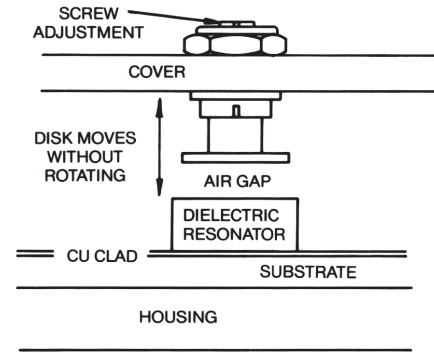 SCREW
ADJUSTMENT
COVER
DISK MOVES
WITHOUT
ROTATING
AIR GAP
DIELECTRIC
RESONATOR
CU CLAD
SUBSTRATE
HOUSING